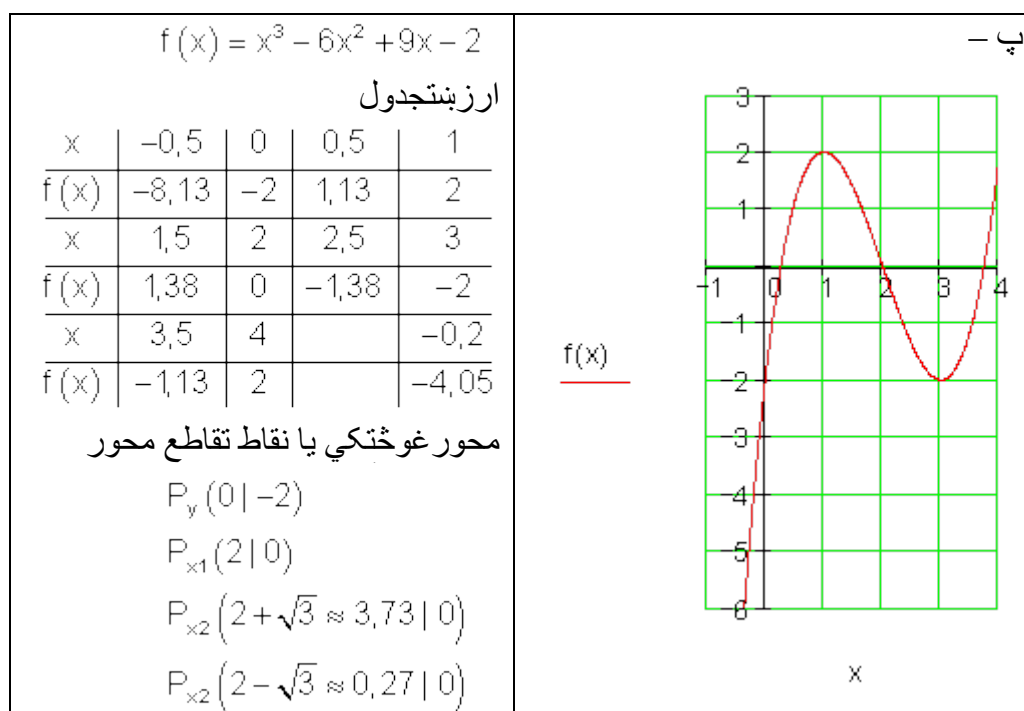 f (x) = x³ – 6x² + 9x – 2
ارزښتجدول
x | –0,5 | 0 | 0,5 | 1
f (x) | –8,13 | –2 | 1,13 | 2
x | 1,5 | 2 | 2,5 | 3
f (x) | 1,38 | 0 | –1,38 | –2
x | 3,5 | 4 | | –0,2
f (x) | –1,13 | 2 | | –4,05
محور غوڅتکي یا نقاط تقاطع محور
P_y (0 | –2)
P_x1 (2 | 0)
P_x2 (2 + √3 ≈ 3,73 | 0)
P_x2 (2 – √3 ≈ 0,27 | 0)
پ –
3
2
1
–1 0 1 2 3 4
–1
–2
–3
–4
–5
–6
f(x)
x